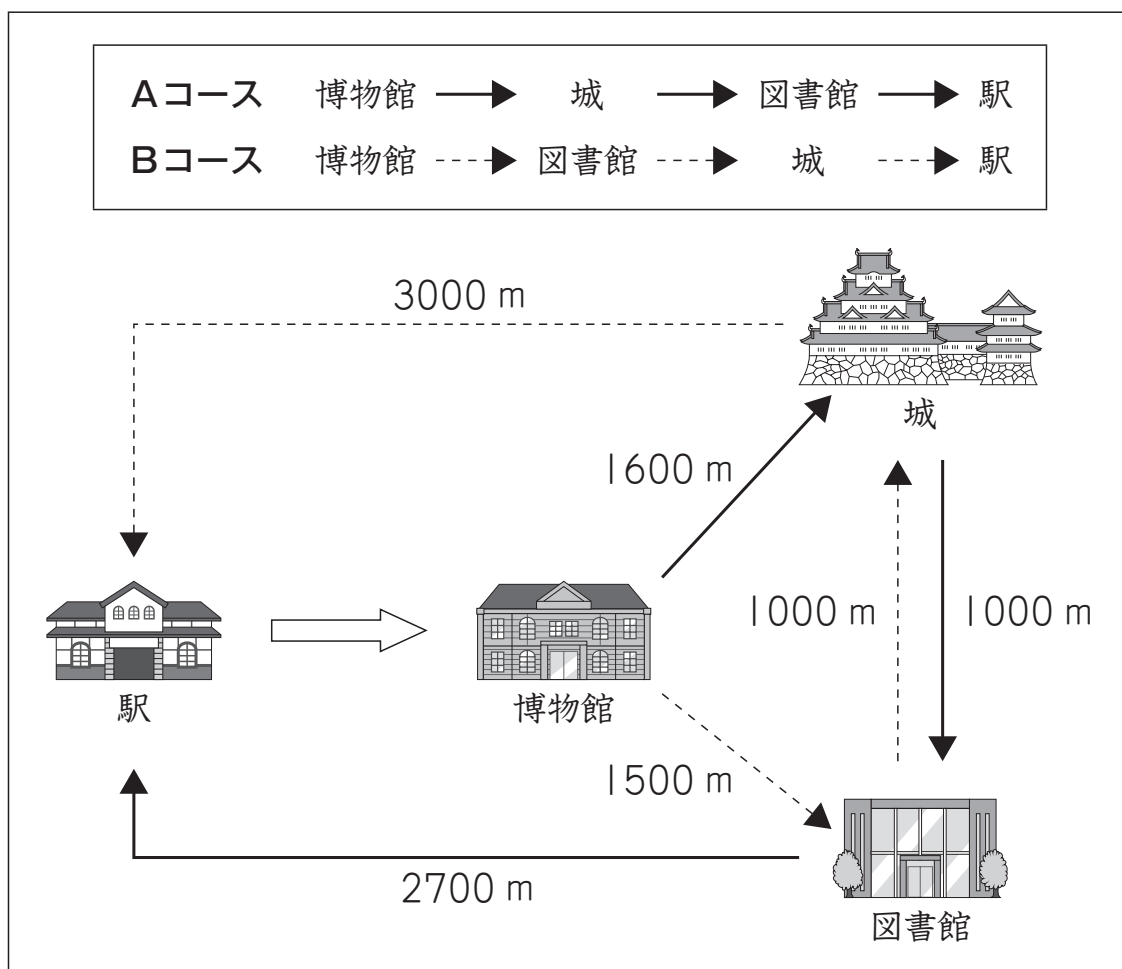 Aコース 博物館 城 図書館 駅
Bコース 博物館 図書館 城 駅
3000 m
城
1600 m
1000 m
1000 m
駅
博物館
1500 m
2700 m
図書館